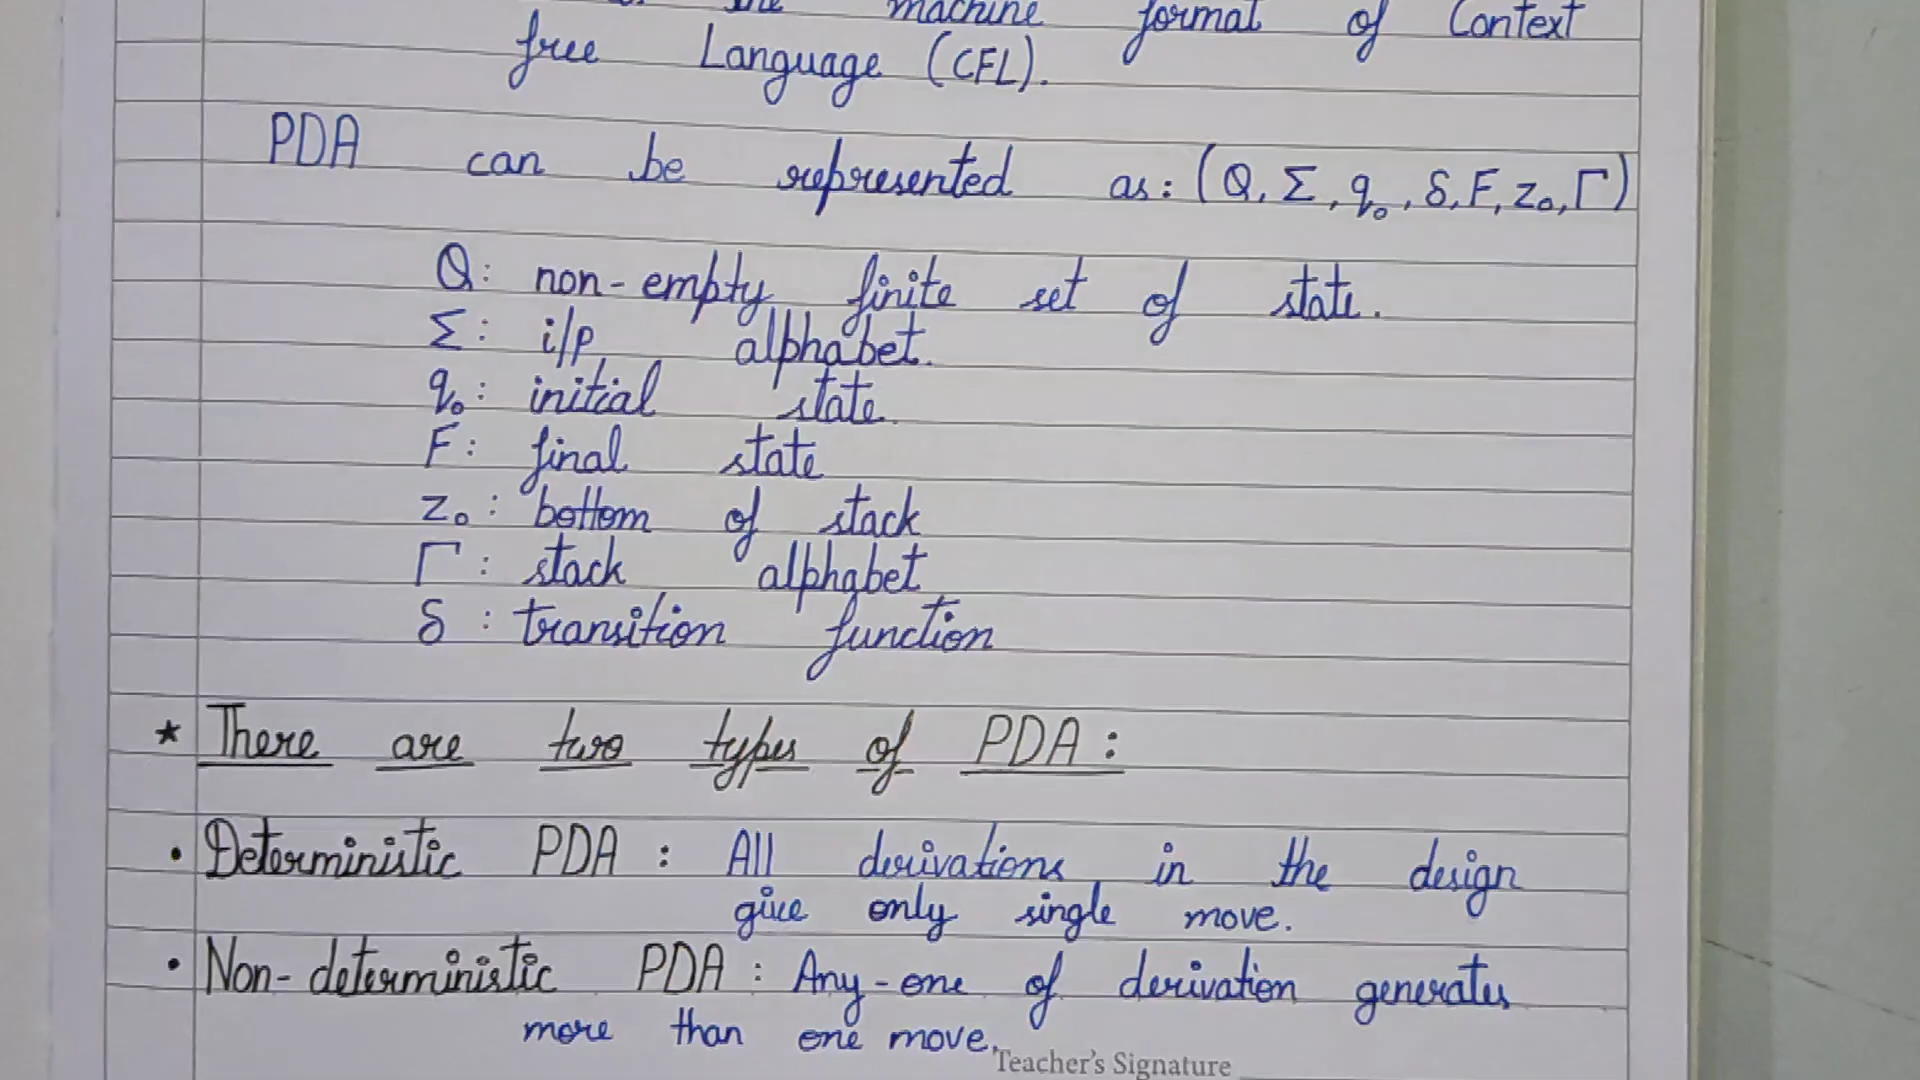 the machine format of Context
free Language (CFL).
PDA can be represented as: (Q, Σ, q₀, δ, F, z₀, Γ)
Q: non-empty finite set of state.
Σ: i/p alphabet.
q₀: initial state.
F: final state
z₀: bottom of stack
Γ: stack alphabet
δ: transition function
★ There are two types of PDA:
• Deterministic PDA: All derivations in the design
give only single move.
• Non-deterministic PDA: Any-one of derivation generates
more than one move.
Teacher's Signature